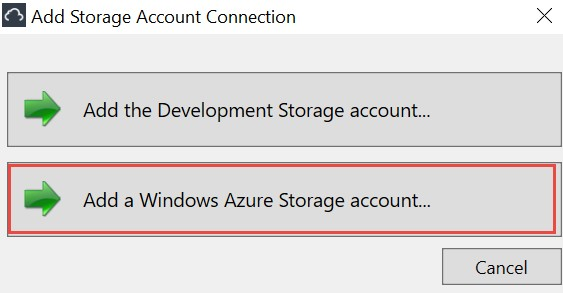 Add Storage Account Connection
Add the Development Storage account...
Add a Windows Azure Storage account...
Cancel